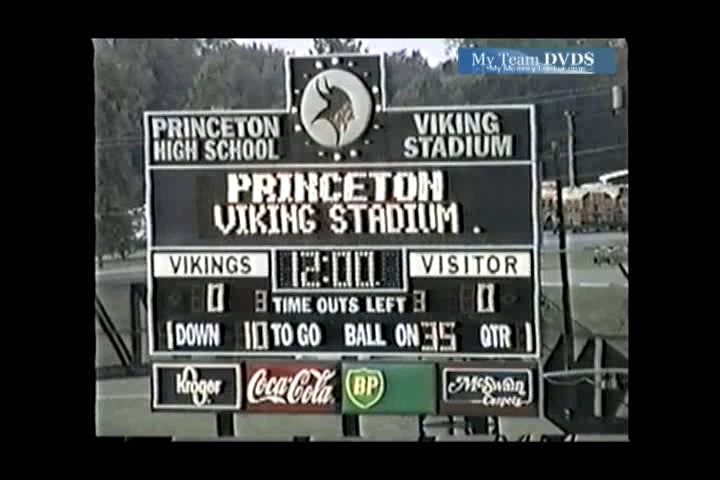 My Team DVDS
PRINCETON
HIGH SCHOOL
VIKING
STADIUM
PRINCETON
VIKING STADIUM .
VIKINGS
12:00
VISITOR
0
3 TIME OUTS LEFT 3
0
1 DOWN 10 TO GO BALL ON 35 QTR 1
Kroger
Coca-Cola
BP
McSwain
Carpets